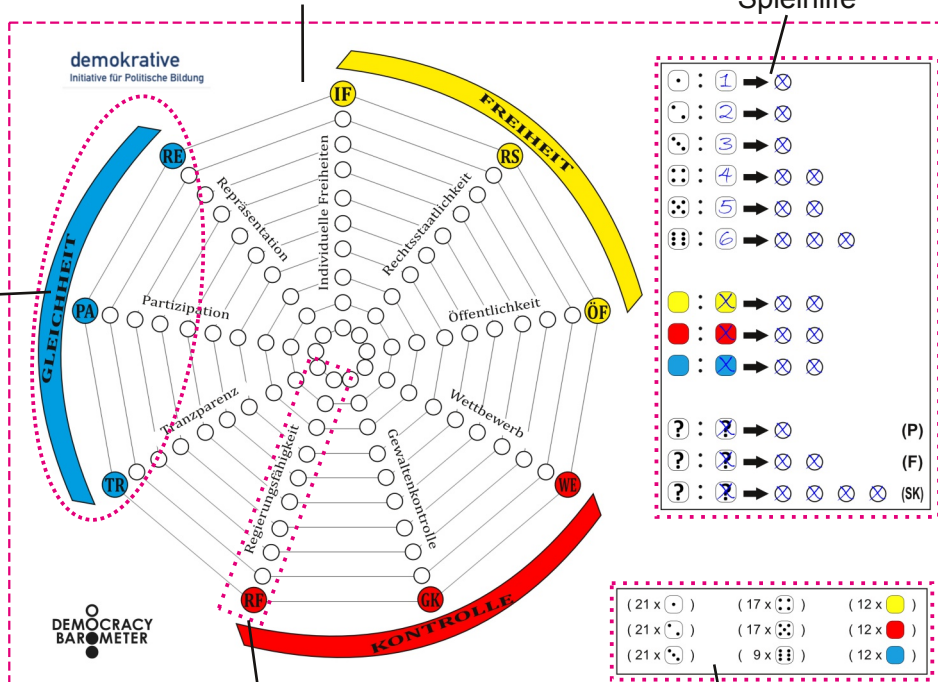 Spielhilfe
demokrative
Initiative für Politische Bildung
FREIHEIT
GLEICHHEIT
KONTROLLE
IF
RS
ÖF
WE
GK
RF
TR
PA
RE
Individuelle Freiheiten
Rechtsstaatlichkeit
Öffentlichkeit
Wettbewerb
Gewaltenkontrolle
Regierungsfähigkeit
Tranzparenz
Partizipation
Repräsentation
: 1
: 2
: 3
: 4
: 5
: 6
:
:
:
? : ? (P)
? : ? (F)
? : ? (SK)
DEMOCRACY
BAROMETER
( 21 x ) ( 17 x ) ( 12 x )
( 21 x ) ( 17 x ) ( 12 x )
( 21 x ) ( 9 x ) ( 12 x )